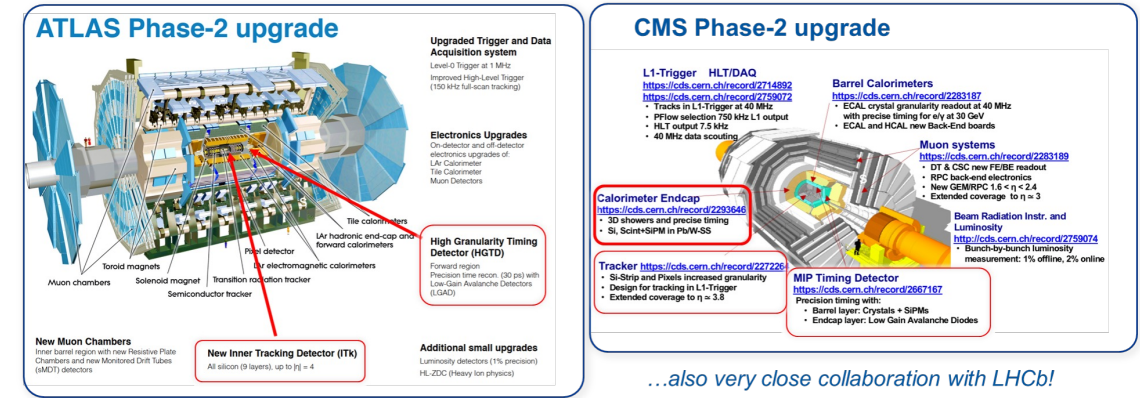 ATLAS Phase-2 upgrade
Upgraded Trigger and Data
Acquisition system
Level-0 Trigger at 1 MHz
Improved High-Level Trigger
(150 kHz full-scan tracking)
Electronics Upgrades
On-detector and off-detector
electronics upgrades of:
LAr Calorimeter
Tile Calorimeter
Muon Detectors
High Granularity Timing
Detector (HGTD)
Forward region
Precision time recon. (30 ps) with
Low-Gain Avalanche Detectors
(LGAD)
Tile calorimeters
LAr hadronic end-cap and
forward calorimeters
Pixel detector
LAr electromagnetic calorimeters
Toroid magnets
Muon chambers
Solenoid magnet
Transition radiation tracker
Semiconductor tracker
New Muon Chambers
Inner barrel region with new Resistive Plate
Chambers and new Monitored Drift Tubes
(sMDT) detectors
New Inner Tracking Detector (ITk)
All silicon (9 layers), up to |η| = 4
Additional small upgrades
Luminosity detectors (1% precision)
HL-ZDC (Heavy Ion physics)
CMS Phase-2 upgrade
L1-Trigger HLT/DAQ
https://cds.cern.ch/record/2714892
https://cds.cern.ch/record/2759072
• Tracks in L1-Trigger at 40 MHz
• PFlow selection 750 kHz L1 output
• HLT output 7.5 kHz
• 40 MHz data scouting
Barrel Calorimeters
https://cds.cern.ch/record/2283187
• ECAL crystal granularity readout at 40 MHz
with precise timing for e/γ at 30 GeV
• ECAL and HCAL new Back-End boards
Muon systems
https://cds.cern.ch/record/2283189
• DT & CSC new FE/BE readout
• RPC back-end electronics
• New GEM/RPC 1.6 < η < 2.4
• Extended coverage to η ≃ 3
Calorimeter Endcap
https://cds.cern.ch/record/2293646
• 3D showers and precise timing
• Si, Scint+SiPM in Pb/W-SS
Beam Radiation Instr. and
Luminosity
http://cds.cern.ch/record/2759074
• Bunch-by-bunch luminosity
measurement: 1% offline, 2% online
Tracker https://cds.cern.ch/record/2272264
• Si-Strip and Pixels increased granularity
• Design for tracking in L1-Trigger
• Extended coverage to η ≃ 3.8
MIP Timing Detector
https://cds.cern.ch/record/2667167
Precision timing with:
• Barrel layer: Crystals + SiPMs
• Endcap layer: Low Gain Avalanche Diodes
…also very close collaboration with LHCb!